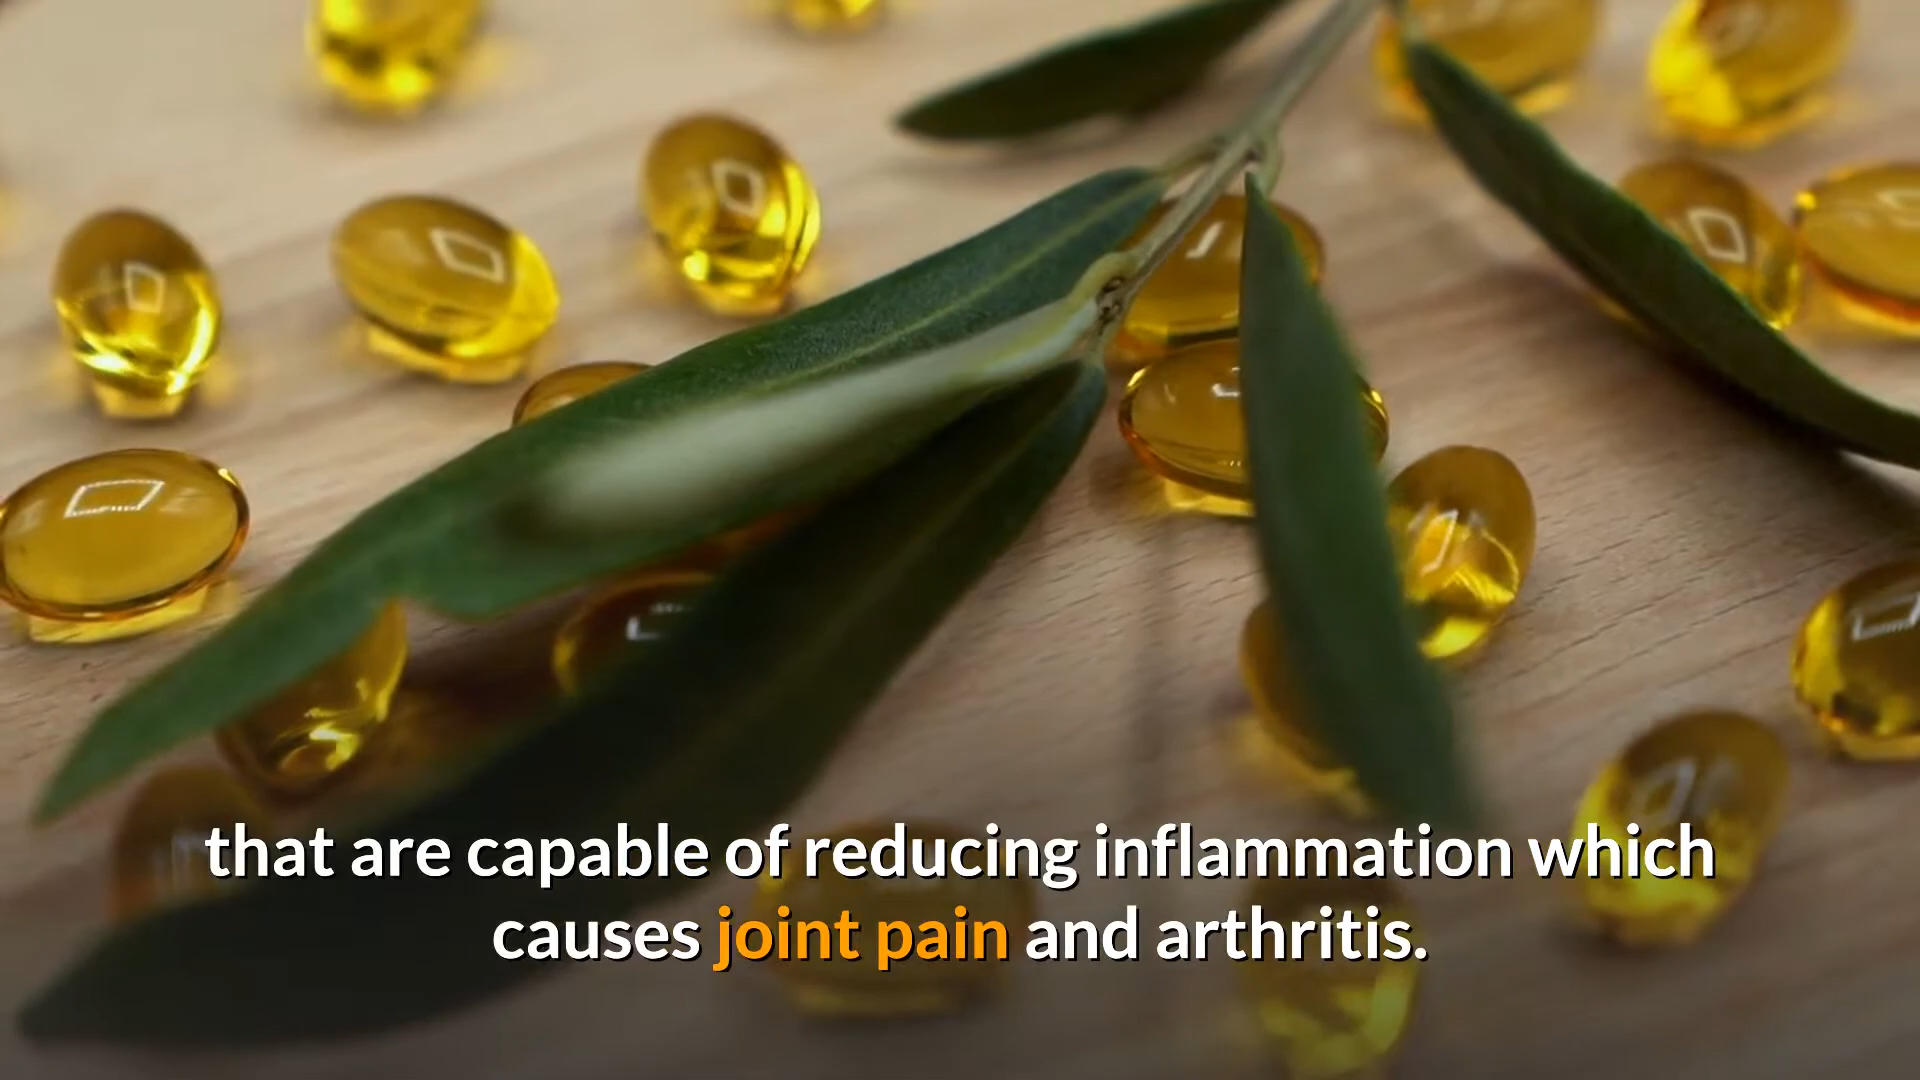 that are capable of reducing inflammation which
causes joint pain and arthritis.